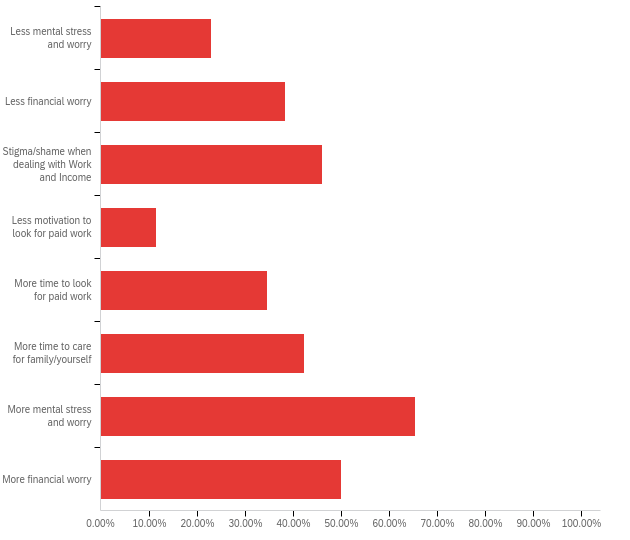 Less mental stress
and worry
Less financial worry
Stigma/shame when
dealing with Work
and Income
Less motivation to
look for paid work
More time to look
for paid work
More time to care
for family/yourself
More mental stress
and worry
More financial worry
0.00% 10.00% 20.00% 30.00% 40.00% 50.00% 60.00% 70.00% 80.00% 90.00% 100.00%